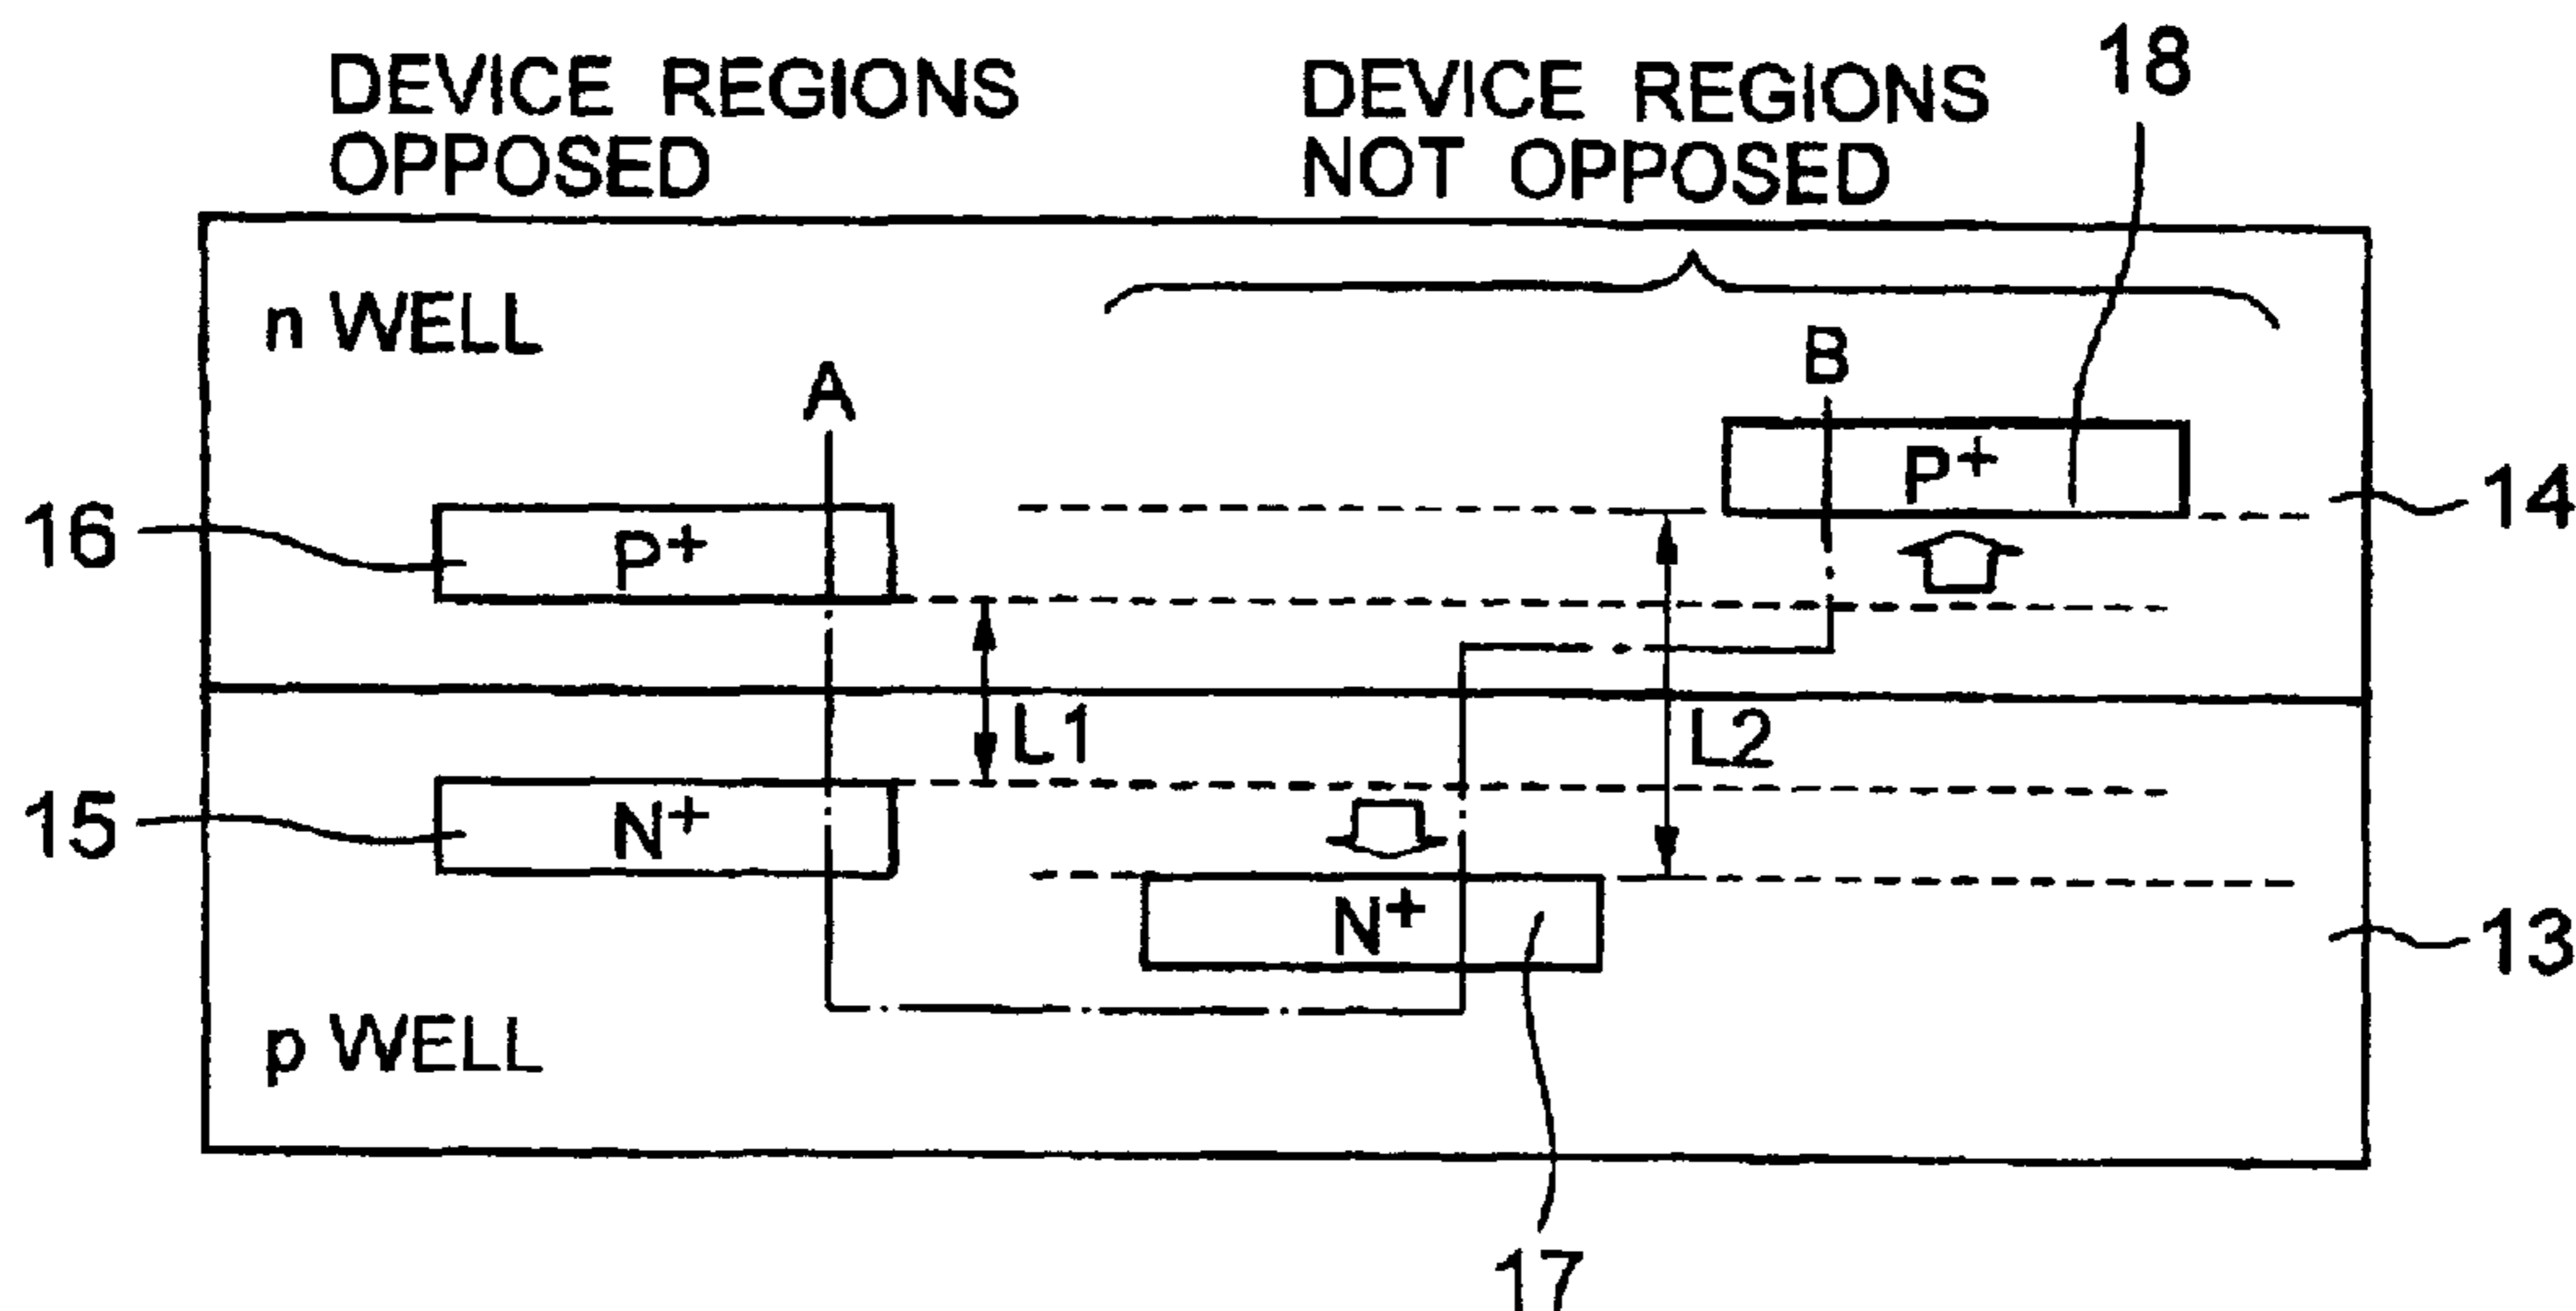 DEVICE REGIONS
OPPOSED
DEVICE REGIONS
NOT OPPOSED
18
n WELL
A
B
P+
14
16
P+
L1
L2
15
N+
N+
13
p WELL
17